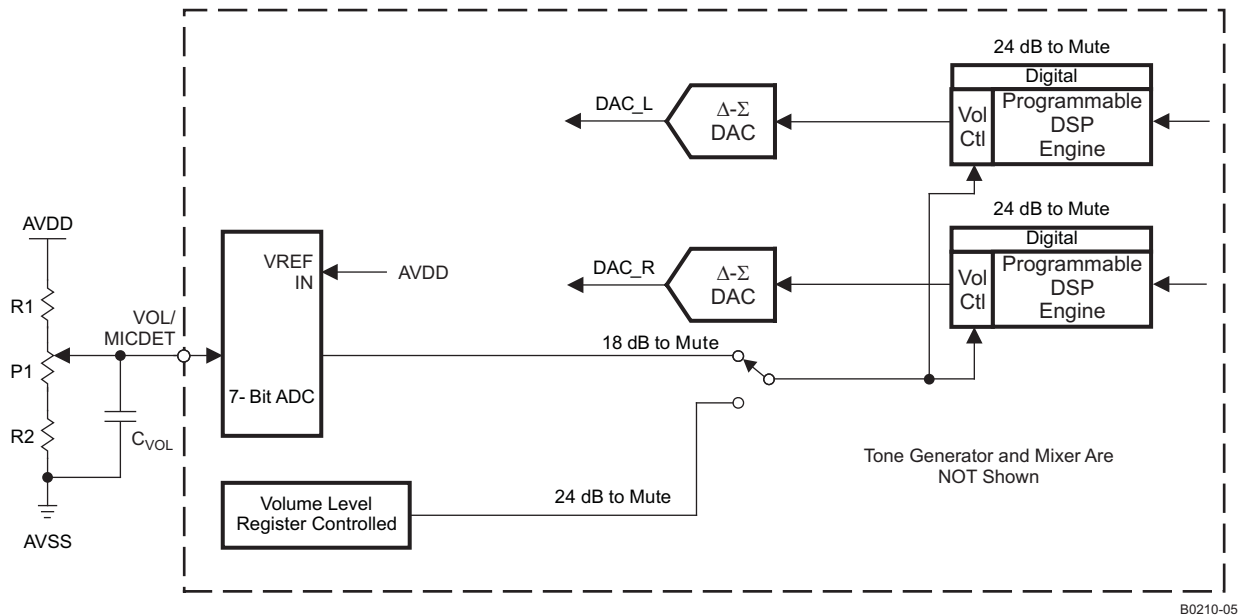 24 dB to Mute
Digital
Vol
Ctl
Programmable
DSP
Engine
DAC_L
Δ-Σ
DAC
24 dB to Mute
Digital
Vol
Ctl
Programmable
DSP
Engine
DAC_R
Δ-Σ
DAC
AVDD
R1
P1
R2
AVSS
VOL/
MICDET
CVOL
VREF
IN
AVDD
7- Bit ADC
18 dB to Mute
Volume Level
Register Controlled
24 dB to Mute
Tone Generator and Mixer Are
NOT Shown
B0210-05